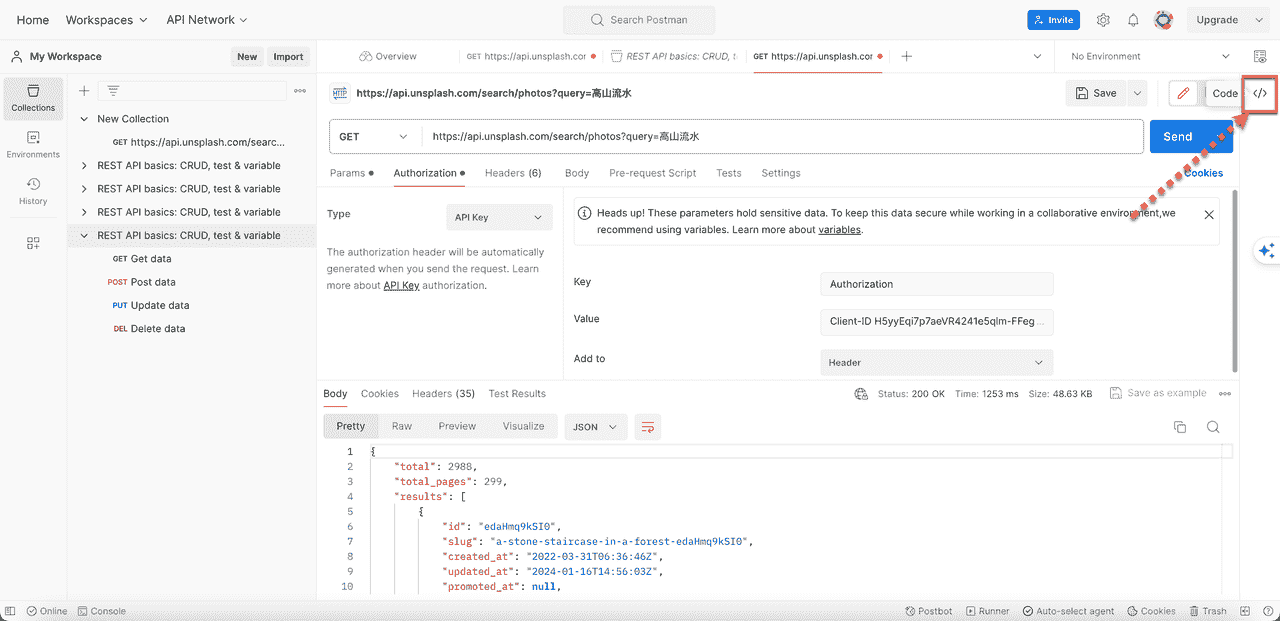 Home Workspaces API Network Search Postman Invite Upgrade
My Workspace New Import Overview GET https://api.unsplash.cor REST API basics: CRUD, t GET https://api.unsplash.cor No Environment
Collections
Environments
History
New Collection
GET https://api.unsplash.com/searc...
REST API basics: CRUD, test & variable
REST API basics: CRUD, test & variable
REST API basics: CRUD, test & variable
REST API basics: CRUD, test & variable
GET Get data
POST Post data
PUT Update data
DEL Delete data
HTTP https://api.unsplash.com/search/photos?query=高山流水 Save Code </>
GET https://api.unsplash.com/search/photos?query=高山流水 Send
Params Authorization Headers (6) Body Pre-request Script Tests Settings Cookies
Type API Key
The authorization header will be automatically
generated when you send the request. Learn
more about API Key authorization.
Heads up! These parameters hold sensitive data. To keep this data secure while working in a collaborative environment,we
recommend using variables. Learn more about variables.
Key Authorization
Value Client-ID H5yyEqi7p7aeVR4241e5qlm-FFeg ...
Add to Header
Body Cookies Headers (35) Test Results Status: 200 OK Time: 1253 ms Size: 48.63 KB Save as example
Pretty Raw Preview Visualize JSON
1 {
2 "total": 2988,
3 "total_pages": 299,
4 "results": [
5 {
6 "id": "edaHmq9kSI0",
7 "slug": "a-stone-staircase-in-a-forest-edaHmq9kSI0",
8 "created_at": "2022-03-31T06:36:46Z",
9 "updated_at": "2024-01-16T14:56:03Z",
10 "promoted_at": null,
Online Console Postbot Runner Auto-select agent Cookies Trash